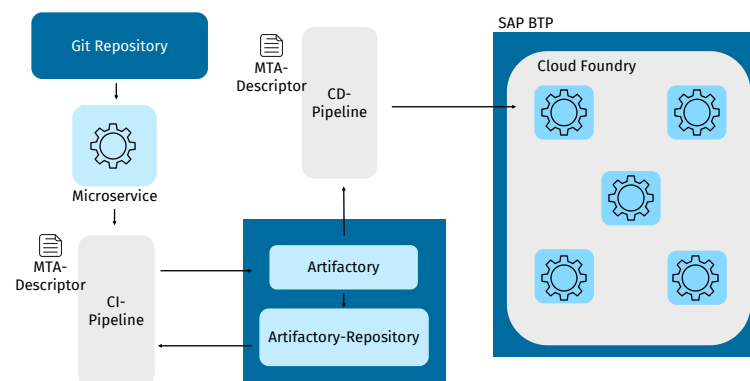 Git Repository
Microservice
MTA-
Descriptor
CI-
Pipeline
MTA-
Descriptor
CD-
Pipeline
Artifactory
Artifactory-Repository
SAP BTP
Cloud Foundry